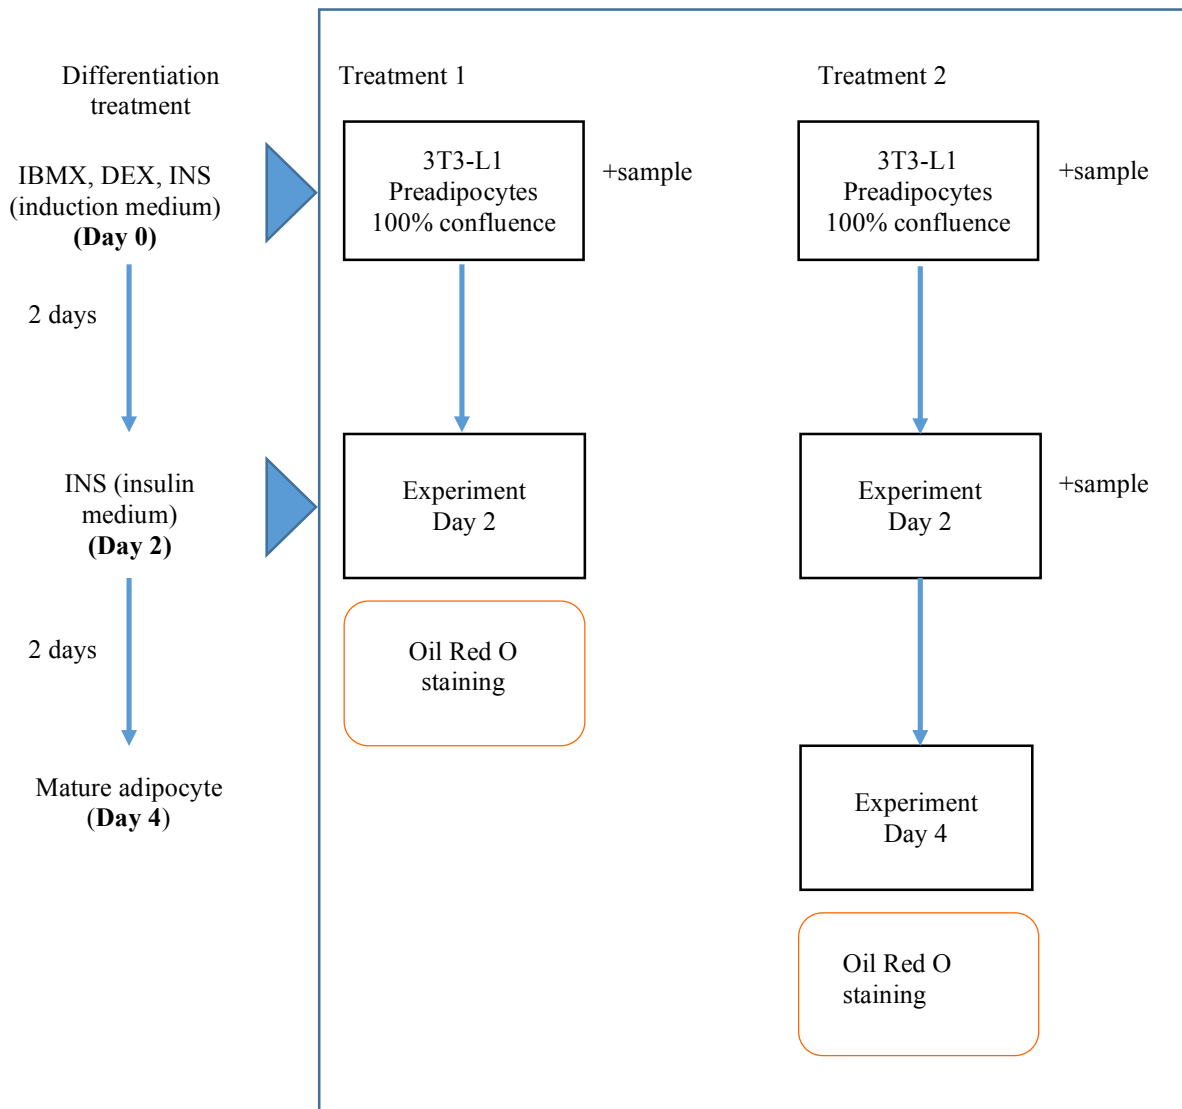 Differentiation
treatment
IBMX, DEX, INS
(induction medium)
(Day 0)
2 days
INS (insulin
medium)
(Day 2)
2 days
Mature adipocyte
(Day 4)
Treatment 1
3T3-L1
Preadipocytes
100% confluence
+sample
Experiment
Day 2
Oil Red O
staining
Treatment 2
3T3-L1
Preadipocytes
100% confluence
+sample
Experiment
Day 2
+sample
Experiment
Day 4
Oil Red O
staining